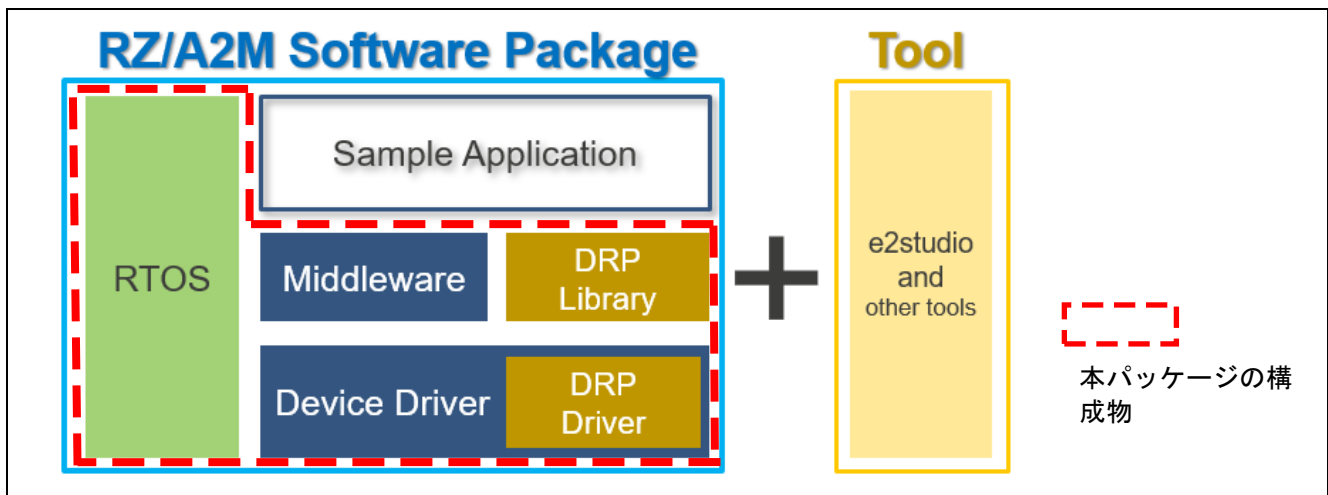 RZ/A2M Software Package
Tool
RTOS
Sample Application
Middleware
DRP
Library
Device Driver
DRP
Driver
+
e2studio
and
other tools
本パッケージの構
成物